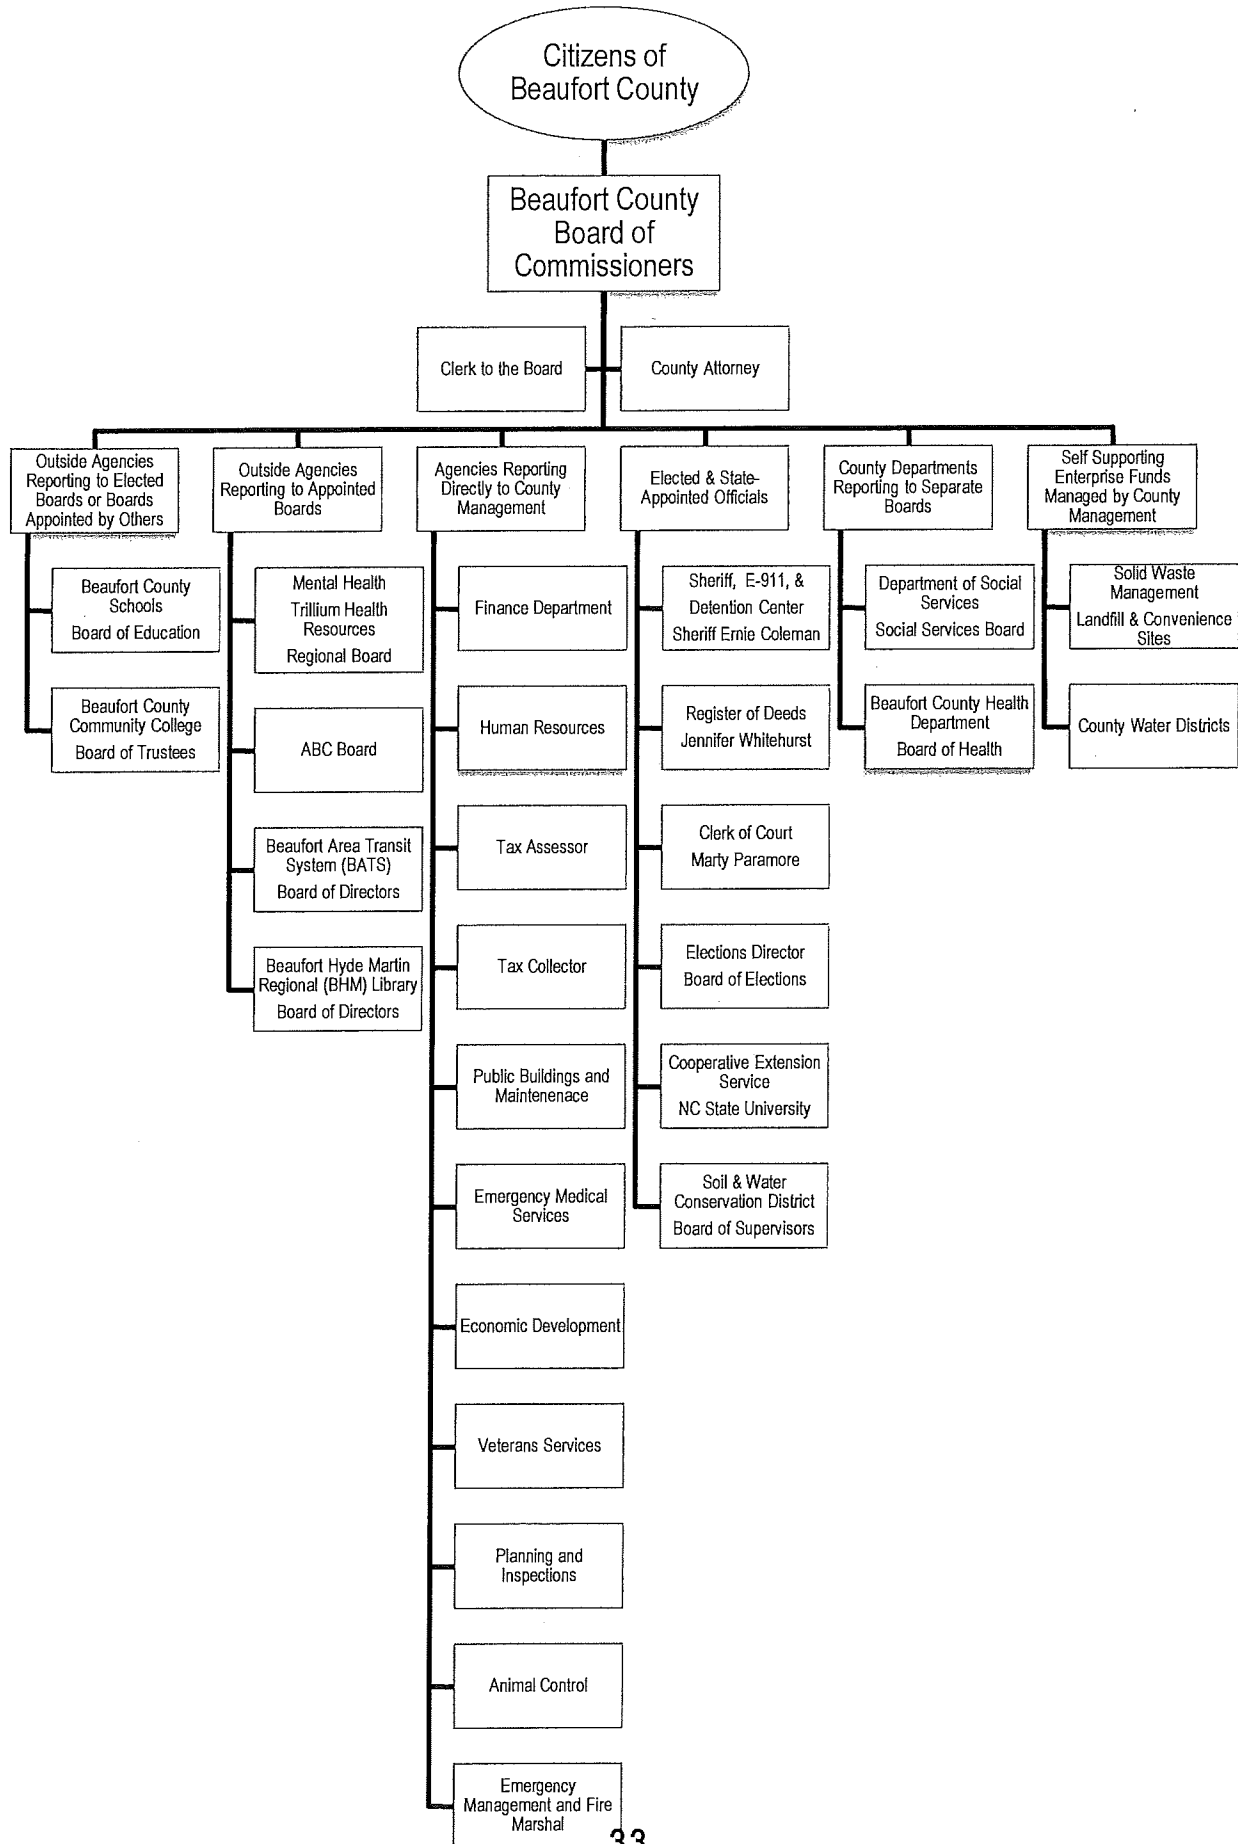 Citizens of
Beaufort County
Beaufort County
Board of
Commissioners
Clerk to the Board
County Attorney
Outside Agencies
Reporting to Elected
Boards or Boards
Appointed by Others
Beaufort County
Schools
Board of Education
Beaufort County
Community College
Board of Trustees
Outside Agencies
Reporting to Appointed
Boards
Mental Health
Trillium Health
Resources
Regional Board
ABC Board
Beaufort Area Transit
System (BATS)
Board of Directors
Beaufort Hyde Martin
Regional (BHM) Library
Board of Directors
Agencies Reporting
Directly to County
Management
Finance Department
Human Resources
Tax Assessor
Tax Collector
Public Buildings and
Maintenenace
Emergency Medical
Services
Economic Development
Veterans Services
Planning and
Inspections
Animal Control
Emergency
Management and Fire
Marshal
Elected & State-
Appointed Officials
Sheriff, E-911, &
Detention Center
Sheriff Ernie Coleman
Register of Deeds
Jennifer Whitehurst
Clerk of Court
Marty Paramore
Elections Director
Board of Elections
Cooperative Extension
Service
NC State University
Soil & Water
Conservation District
Board of Supervisors
County Departments
Reporting to Separate
Boards
Department of Social
Services
Social Services Board
Beaufort County Health
Department
Board of Health
Self Supporting
Enterprise Funds
Managed by County
Management
Solid Waste
Management
Landfill & Convenience
Sites
County Water Districts
33